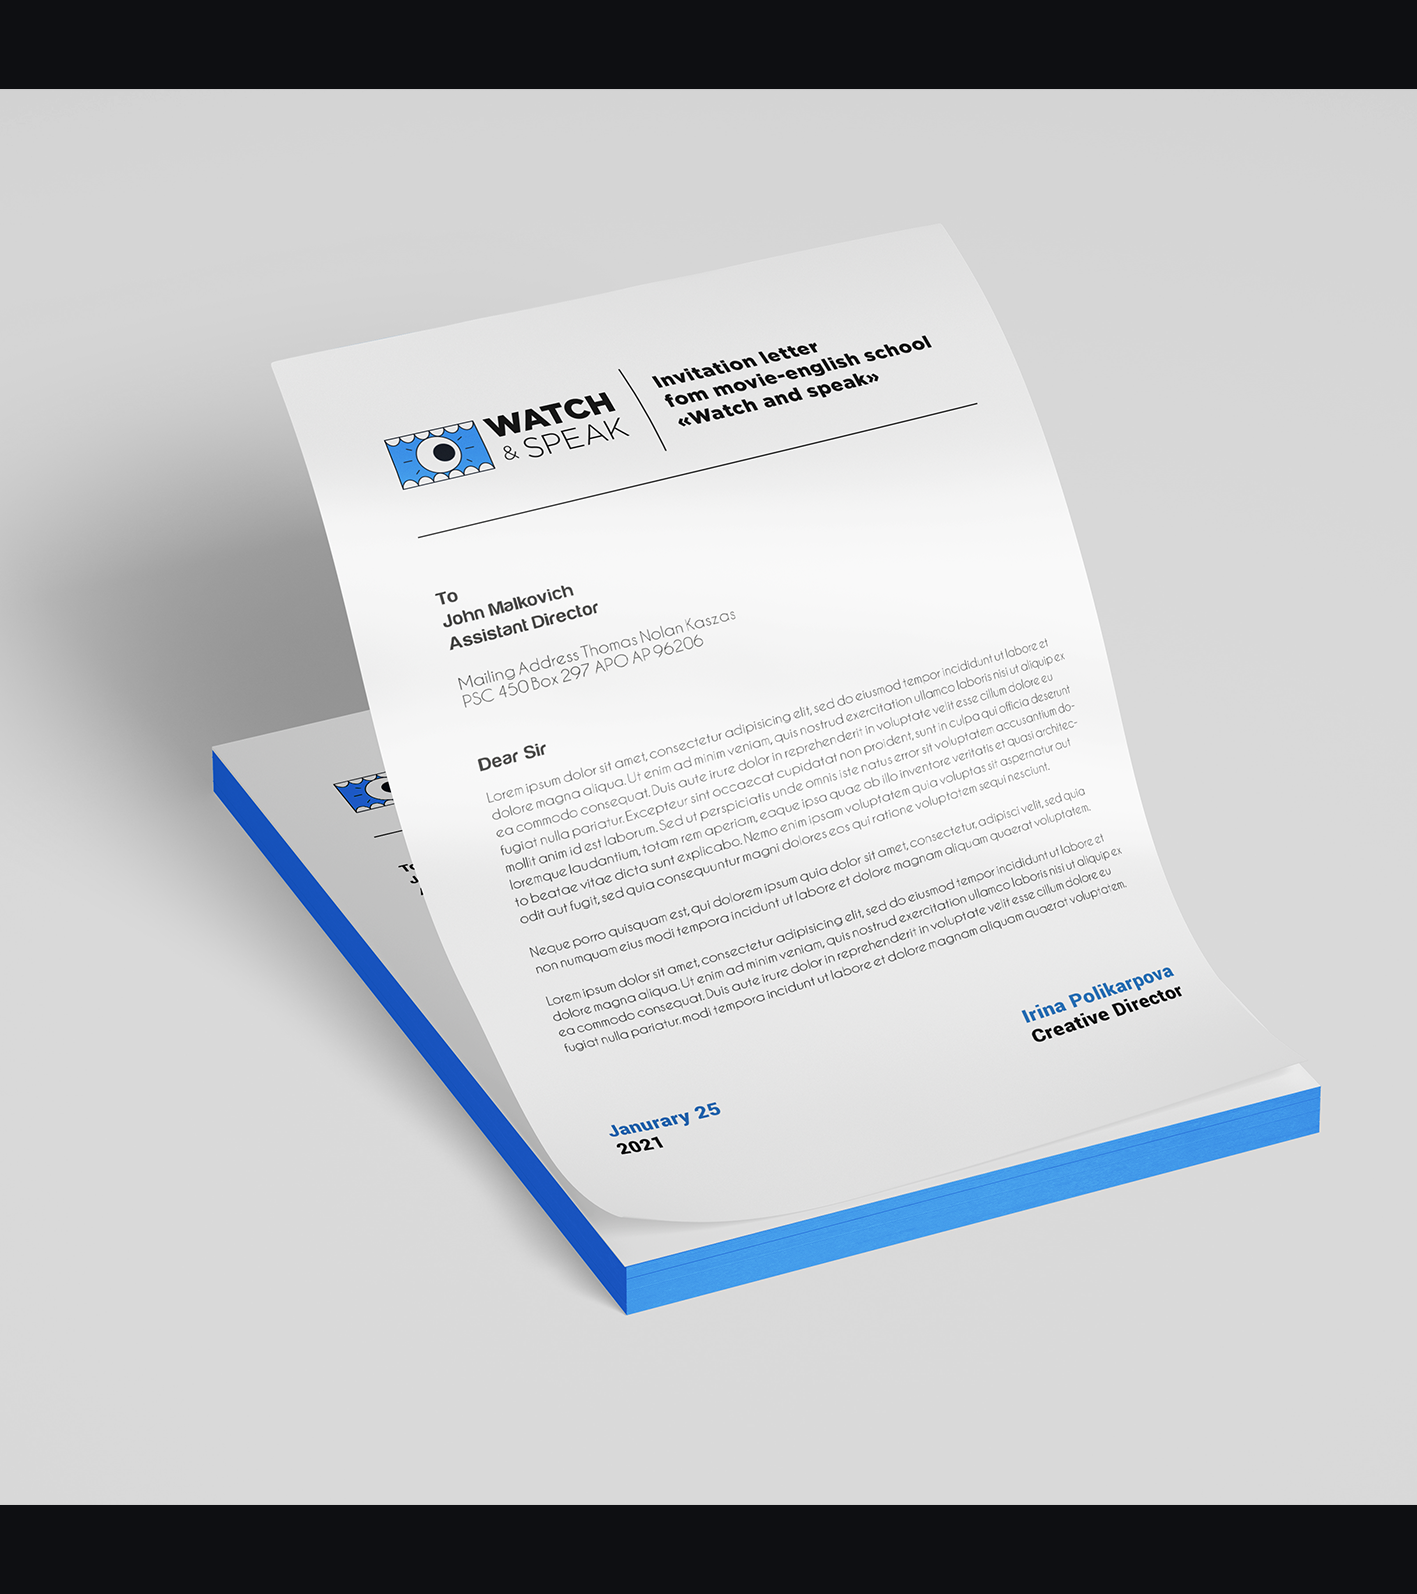 WATCH
& SPEAK
Invitation letter
fom movie-english school
«Watch and speak»
To
John Malkovich
Assistant Director
Mailing Address Thomas Nolan Kaszas
PSC 450 Box 297 APO AP 96206
Dear Sir
Lorem ipsum dolor sit amet, consectetur adipisicing elit, sed do eiusmod tempor incididunt ut labore et
dolore magna aliqua. Ut enim ad minim veniam, quis nostrud exercitation ullamco laboris nisi ut aliquip ex
ea commodo consequat. Duis aute irure dolor in reprehenderit in voluptate velit esse cillum dolore eu
fugiat nulla pariatur. Excepteur sint occaecat cupidatat non proident, sunt in culpa qui officia deserunt
mollit anim id est laborum. Sed ut perspiciatis unde omnis iste natus error sit voluptatem accusantium do-
loremque laudantium, totam rem aperiam, eaque ipsa quae ab illo inventore veritatis et quasi architec-
to beatae vitae dicta sunt explicabo. Nemo enim ipsam voluptatem quia voluptas sit aspernatur aut
odit aut fugit, sed quia consequuntur magni dolores eos qui ratione voluptatem sequi nesciunt.
Neque porro quisquam est, qui dolorem ipsum quia dolor sit amet, consectetur, adipisci velit, sed quia
non numquam eius modi tempora incidunt ut labore et dolore magnam aliquam quaerat voluptatem.
Lorem ipsum dolor sit amet, consectetur adipisicing elit, sed do eiusmod tempor incididunt ut labore et
dolore magna aliqua. Ut enim ad minim veniam, quis nostrud exercitation ullamco laboris nisi ut aliquip ex
ea commodo consequat. Duis aute irure dolor in reprehenderit in voluptate velit esse cillum dolore eu
fugiat nulla pariatur. modi tempora incidunt ut labore et dolore magnam aliquam quaerat voluptatem.
Irina Polikarpova
Creative Director
Janurary 25
2021
To
J